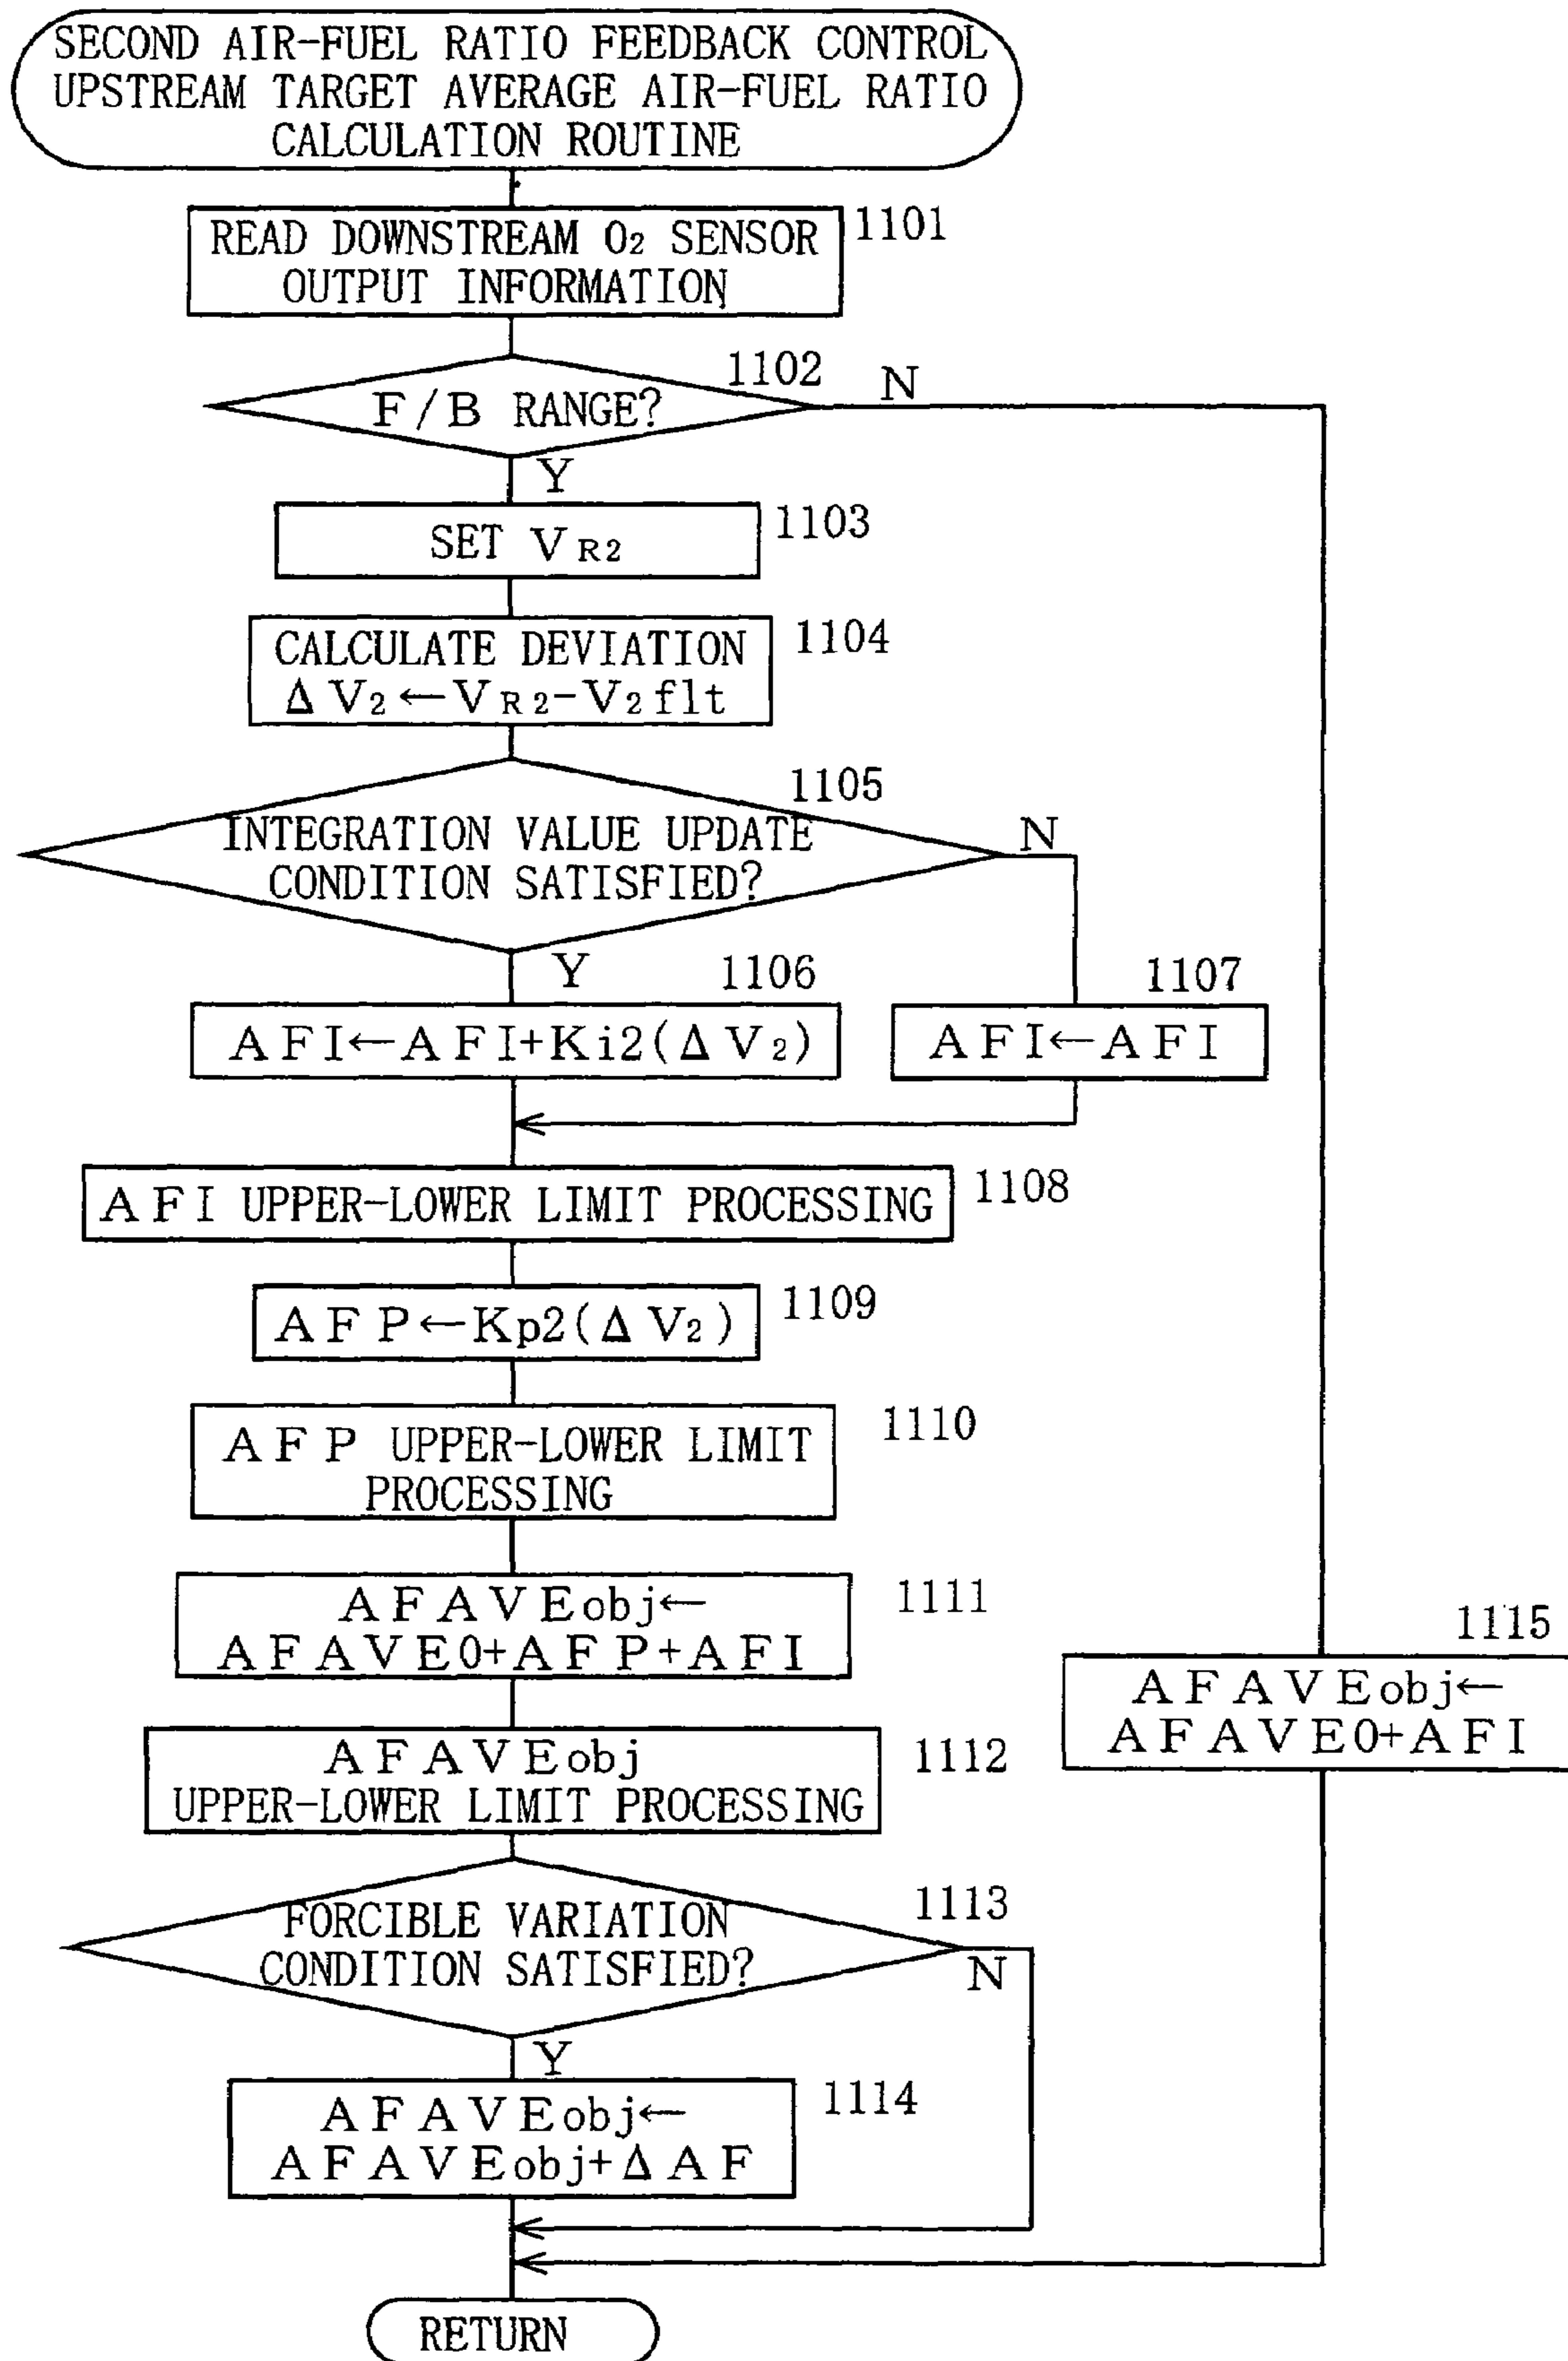 SECOND AIR-FUEL RATIO FEEDBACK CONTROL
UPSTREAM TARGET AVERAGE AIR-FUEL RATIO
CALCULATION ROUTINE
READ DOWNSTREAM O2 SENSOR
OUTPUT INFORMATION
1101
F/B RANGE?
1102
N
Y
SET VR2
1103
CALCULATE DEVIATION
ΔV2←VR2-V2flt
1104
INTEGRATION VALUE UPDATE
CONDITION SATISFIED?
1105
N
Y
1106
AFI←AFI+Ki2(ΔV2)
1107
AFI←AFI
AFI UPPER-LOWER LIMIT PROCESSING
1108
AFP←Kp2(ΔV2)
1109
AFP UPPER-LOWER LIMIT
PROCESSING
1110
AFAVEobj←
AFAVE0+AFP+AFI
1111
1115
AFAVEobj←
AFAVE0+AFI
AFAVEobj
UPPER-LOWER LIMIT PROCESSING
1112
FORCIBLE VARIATION
CONDITION SATISFIED?
1113
N
Y
AFAVEobj←
AFAVEobj+ΔAF
1114
RETURN